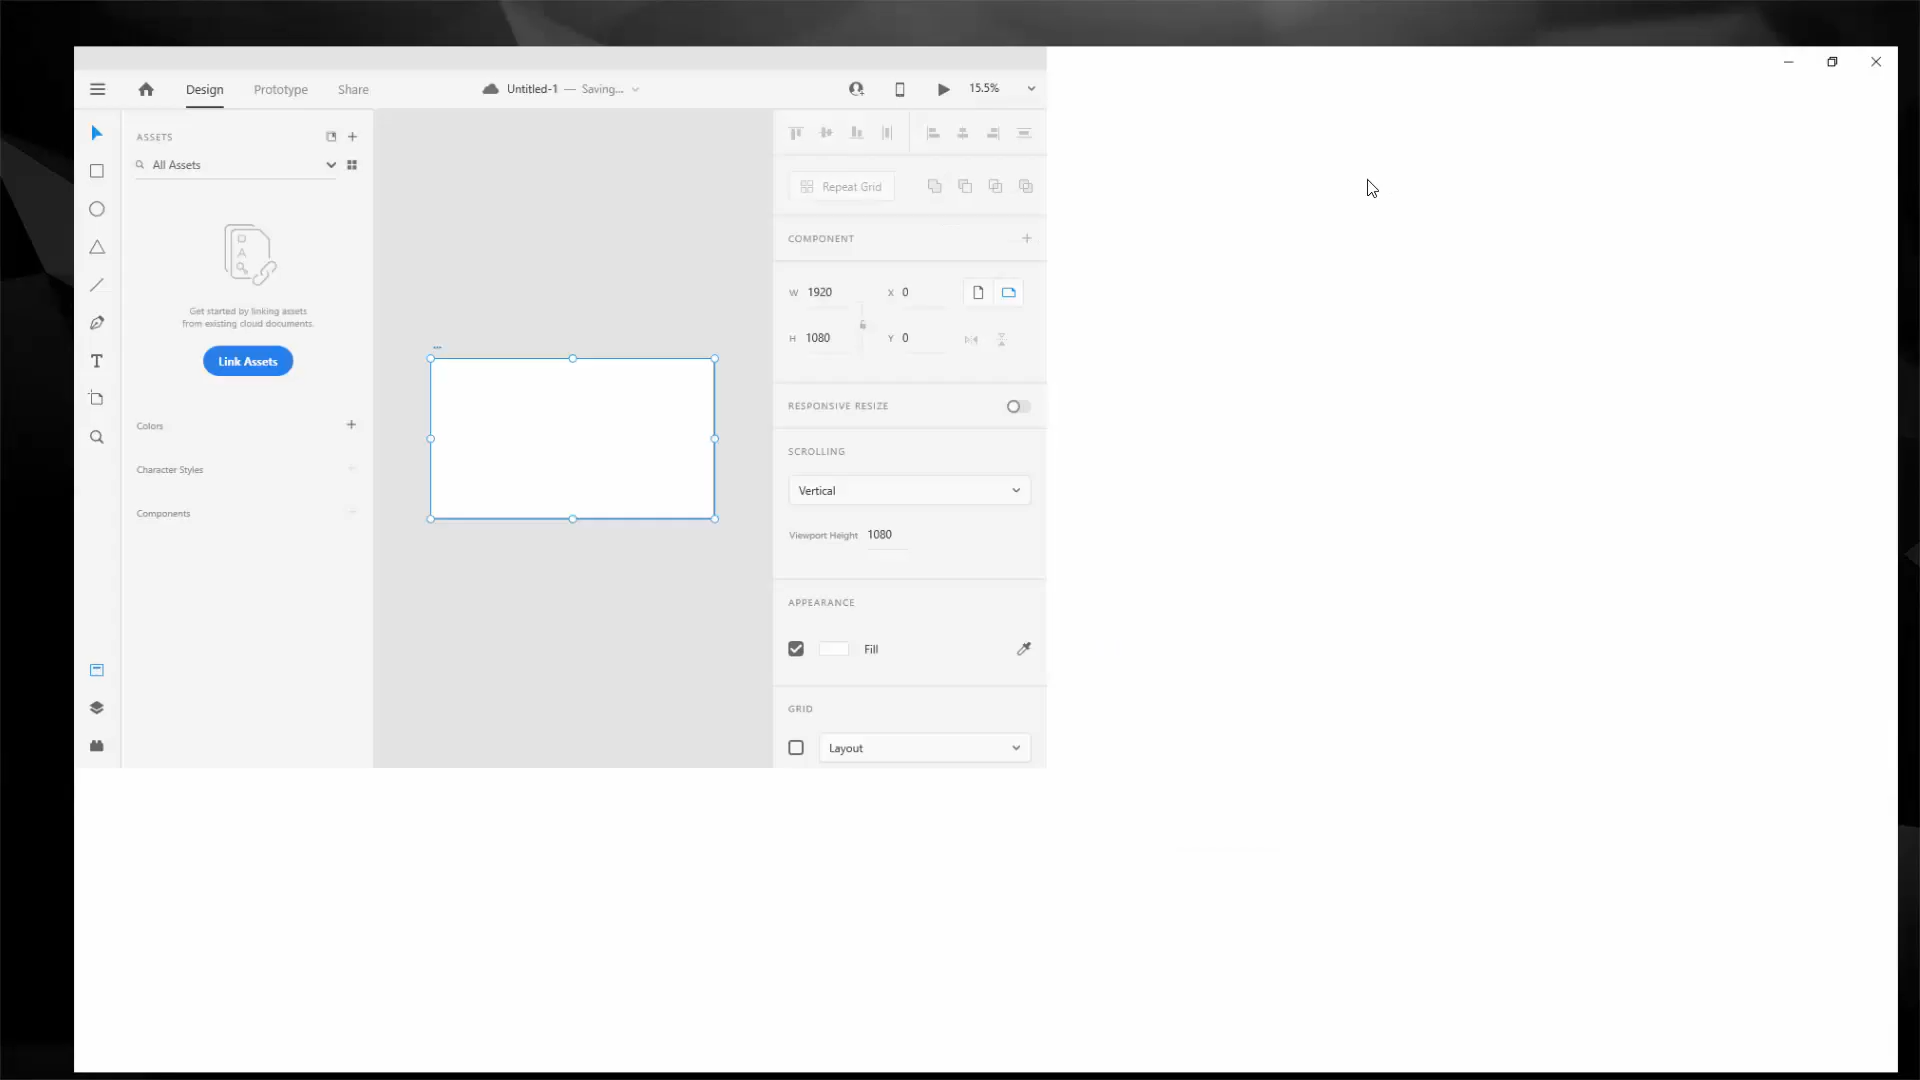 Design Prototype Share Untitled-1 — Saving... 15.5%
ASSETS
All Assets
D
A
Get started by linking assets
from existing cloud documents.
Link Assets
Colors
Character Styles
Components
Repeat Grid
COMPONENT
W 1920 X 0
H 1080 Y 0
RESPONSIVE RESIZE
SCROLLING
Vertical
Viewport Height 1080
APPEARANCE
Fill
GRID
Layout